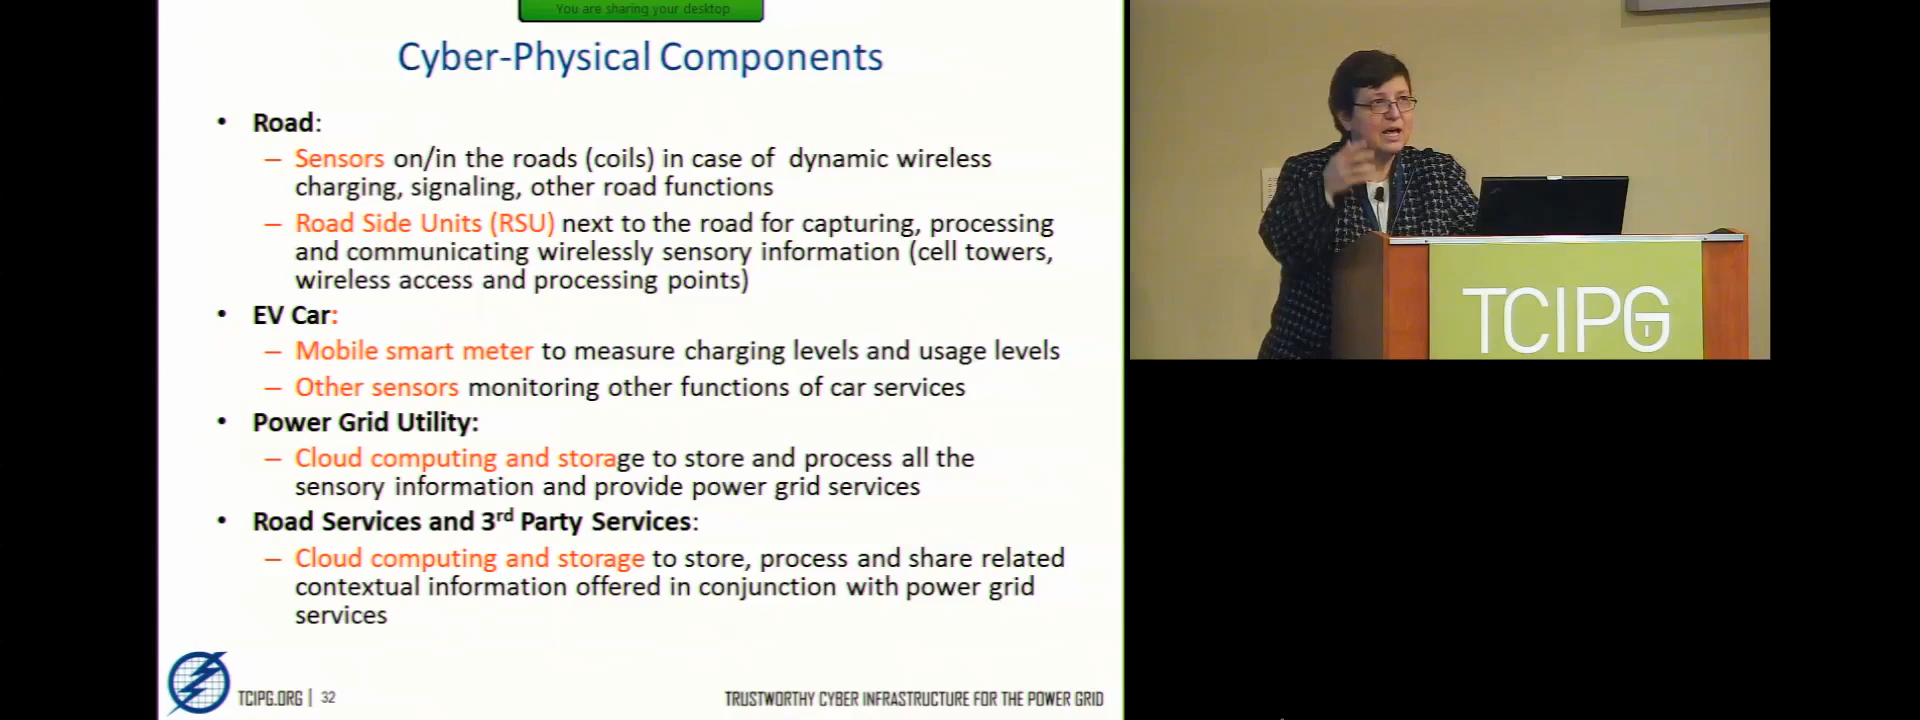 You are sharing your desktop
Cyber-Physical Components
• Road:
– Sensors on/in the roads (coils) in case of dynamic wireless
charging, signaling, other road functions
– Road Side Units (RSU) next to the road for capturing, processing
and communicating wirelessly sensory information (cell towers,
wireless access and processing points)
• EV Car:
– Mobile smart meter to measure charging levels and usage levels
– Other sensors monitoring other functions of car services
• Power Grid Utility:
– Cloud computing and storage to store and process all the
sensory information and provide power grid services
• Road Services and 3rd Party Services:
– Cloud computing and storage to store, process and share related
contextual information offered in conjunction with power grid
services
TCIPG.ORG | 32
TRUSTWORTHY CYBER INFRASTRUCTURE FOR THE POWER GRID
TCIPG